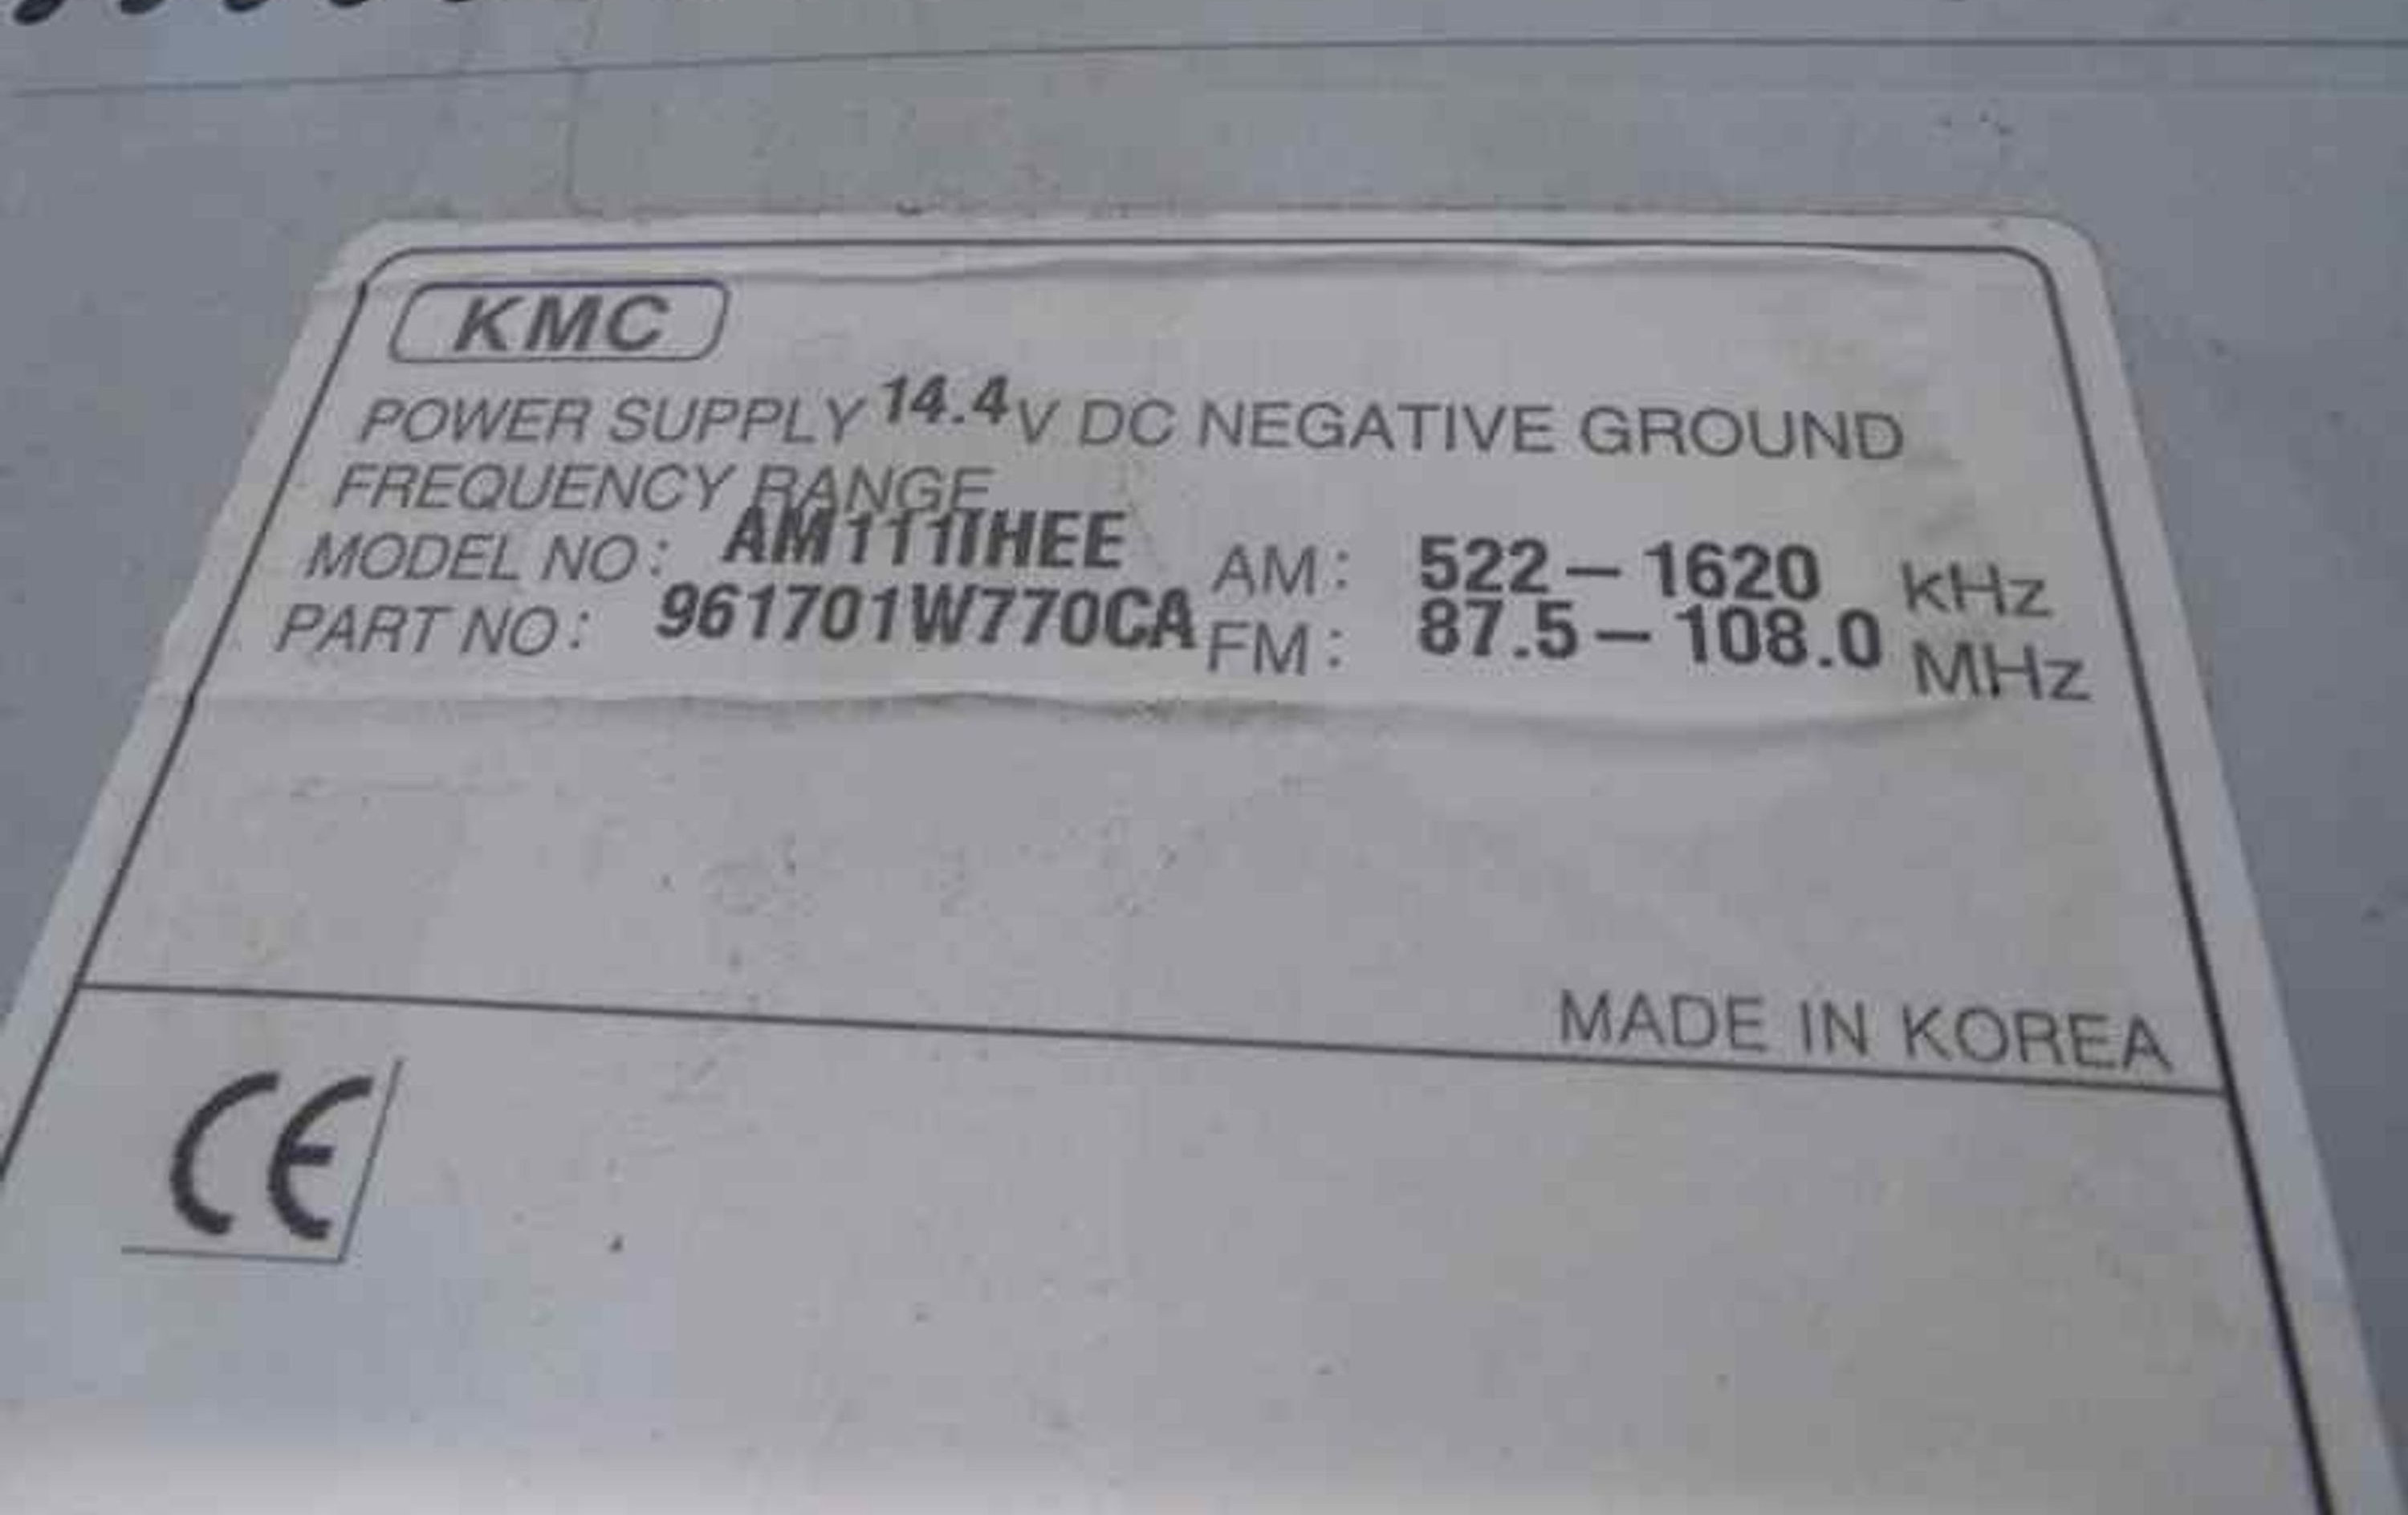 KMC
POWER SUPPLY 14.4V DC NEGATIVE GROUND
FREQUENCY RANGE
MODEL NO: AM111IHEE AM: 522-1620 kHz
PART NO: 961701W770CA FM: 87.5-108.0 MHz
MADE IN KOREA
CE